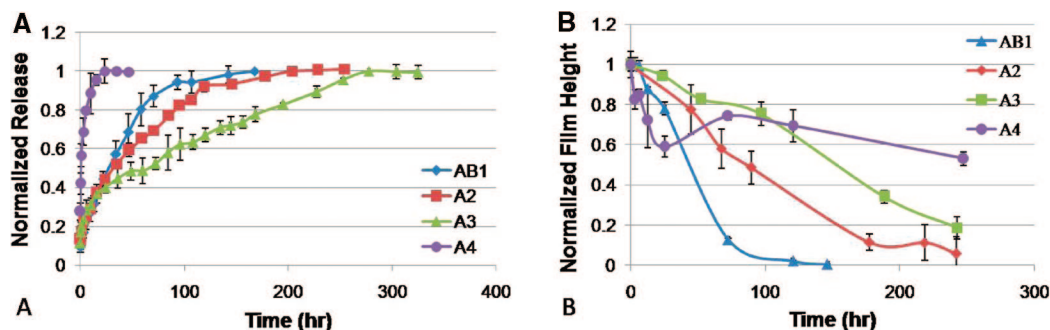 A
Normalized Release
1.2
1
0.8
0.6
0.4
0.2
0
0 100 200 300 400
Time (hr)
AB1
A2
A3
A4
A
B
Normalized Film Height
1.2
1
0.8
0.6
0.4
0.2
0
0 100 200 300
Time (hr)
AB1
A2
A3
A4
B